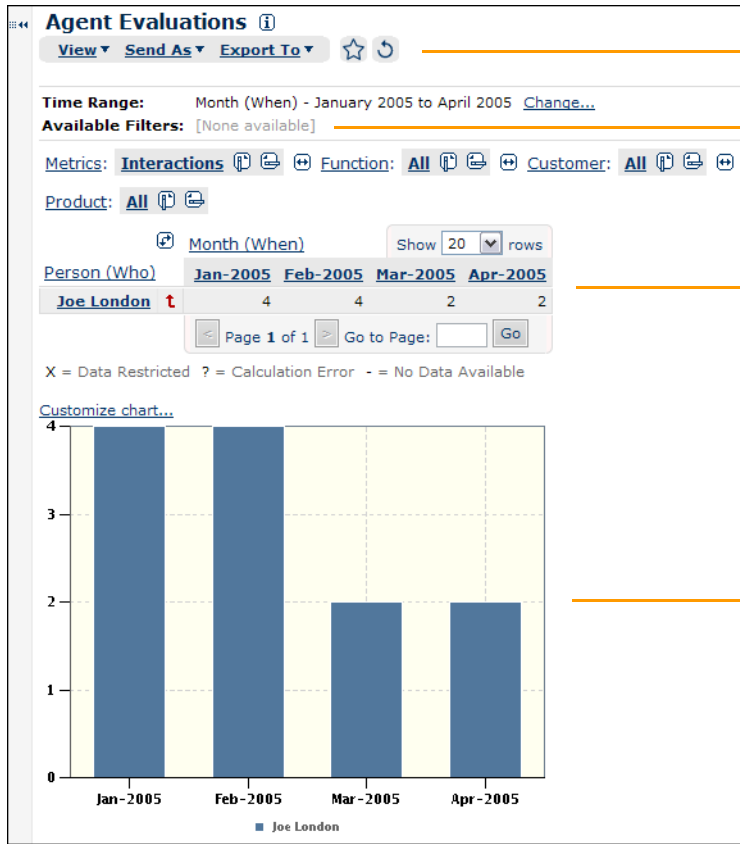 Agent Evaluations
View Send As Export To
Time Range: Month (When) - January 2005 to April 2005 Change...
Available Filters: [None available]
Metrics: Interactions Function: All Customer: All
Product: All
Month (When) Show 20 rows
Person (Who) Jan-2005 Feb-2005 Mar-2005 Apr-2005
Joe London 4 4 2 2
< Page 1 of 1 > Go to Page: Go
X = Data Restricted ? = Calculation Error - = No Data Available
Customize chart...
4
3
2
1
0
Jan-2005 Feb-2005 Mar-2005 Apr-2005
Joe London